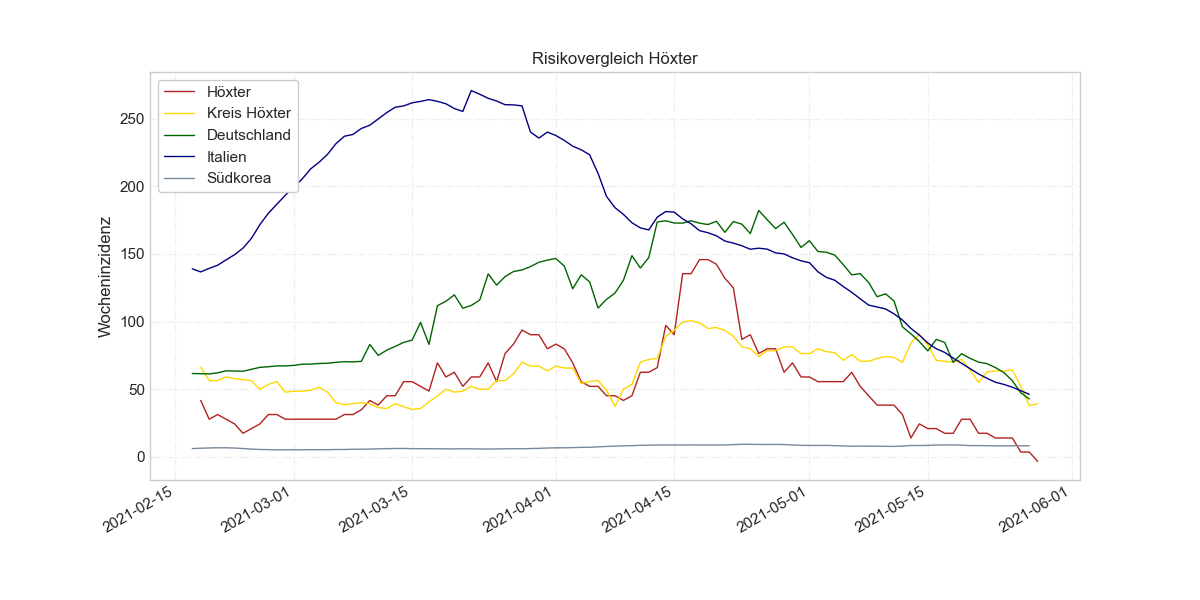 Risikovergleich Höxter
Höxter
Kreis Höxter
Deutschland
Italien
Südkorea
Wocheninzidenz
250
200
150
100
50
0
2021-02-15
2021-03-01
2021-03-15
2021-04-01
2021-04-15
2021-05-01
2021-05-15
2021-06-01